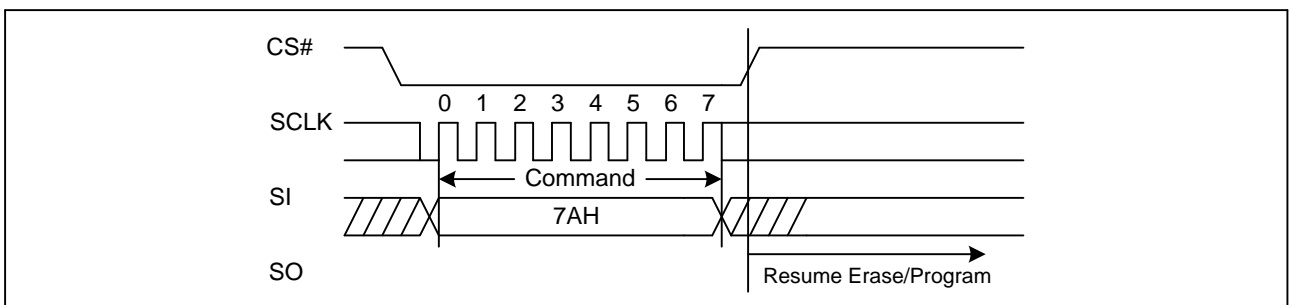 CS#
0 1 2 3 4 5 6 7
SCLK
Command
SI
7AH
SO
Resume Erase/Program